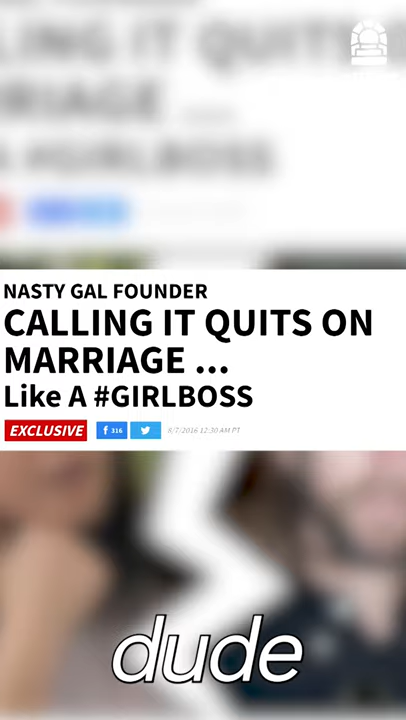 NASTY GAL FOUNDER
CALLING IT QUITS ON
MARRIAGE ...
Like A #GIRLBOSS
EXCLUSIVE f 316 8/7/2016 12:30 AM PT
dude